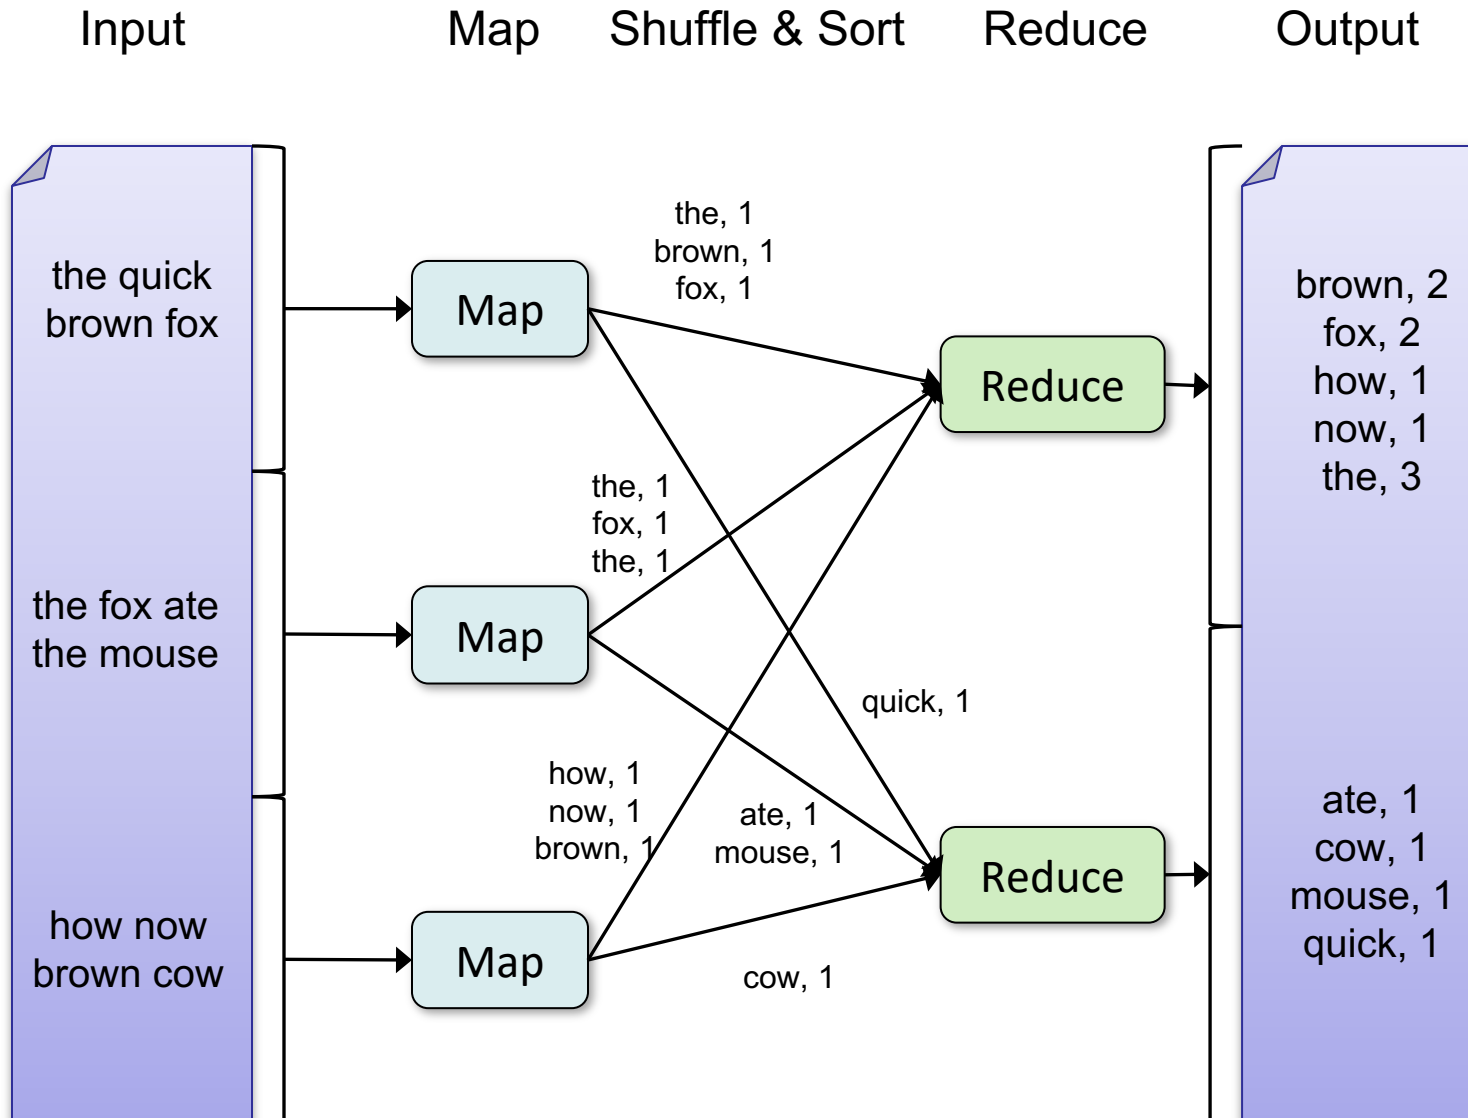 Input Map Shuffle & Sort Reduce Output
the quick
brown fox
the fox ate
the mouse
how now
brown cow
Map
Map
Map
the, 1
brown, 1
fox, 1
the, 1
fox, 1
the, 1
how, 1
now, 1
brown, 1
quick, 1
ate, 1
mouse, 1
cow, 1
Reduce
Reduce
brown, 2
fox, 2
how, 1
now, 1
the, 3
ate, 1
cow, 1
mouse, 1
quick, 1